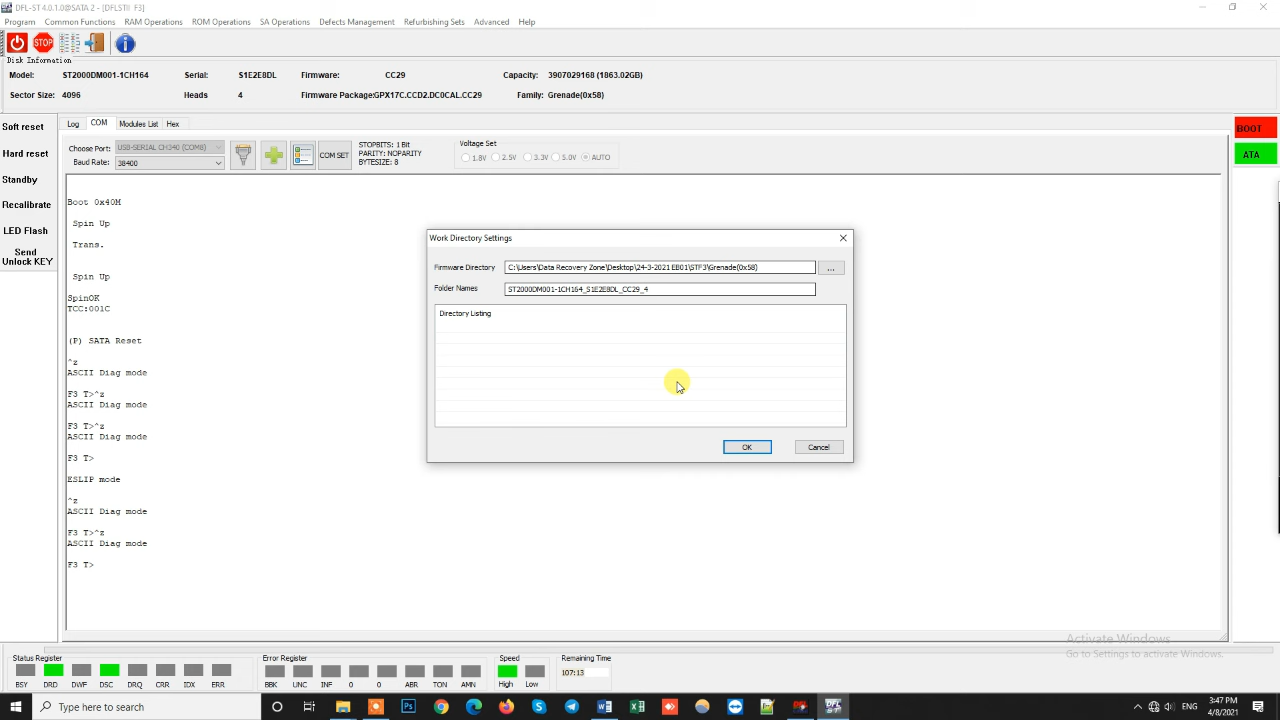 DFL-ST 4.0.1.0@SATA 2 - [DFLSTII F3]
Program Common Functions RAM Operations ROM Operations SA Operations Defects Management Refurbishing Sets Advanced Help
STOP
Disk Information
Model: ST2000DM001-1CH164 Serial: S1E2E8DL Firmware: CC29 Capacity: 3907029168 (1863.02GB)
Sector Size: 4096 Heads 4 Firmware Package:GPX17C.CCD2.DC0CAL.CC29 Family: Grenade(0x58)
Soft reset
Hard reset
Standby
Recalibrate
LED Flash
Send
Unlock KEY
Log COM Modules List Hex
Choose Port: USB-SERIAL CH340 (COM8)
Baud Rate: 38400
COM SET
STOPBITS: 1 Bit
PARITY: NOPARITY
BYTESIZE: 8
Voltage Set
1.8V 2.5V 3.3V 5.0V AUTO
BOOT
ATA
Boot 0x40M
Spin Up
Trans.
Spin Up
SpinOK
TCC:001C
(P) SATA Reset
^z
ASCII Diag mode
F3 T>^z
ASCII Diag mode
F3 T>^z
ASCII Diag mode
F3 T>
ESLIP mode
^z
ASCII Diag mode
F3 T>^z
ASCII Diag mode
F3 T>
Work Directory Settings
Firmware Directory C:\Users\Data Recovery Zone\Desktop\24-3-2021 EB01\STF3\Grenade(0x58) ...
Folder Names ST2000DM001-1CH164_S1E2E8DL_CC29_4
Directory Listing
OK Cancel
Activate Windows
Go to Settings to activate Windows.
Status Register Error Register Speed Remaining Time
107:13
BSY DRD DWF DSC DRQ CRR IDX ERR BBK UNC INF 0 0 ABR TON AMN High Low
Type here to search
ENG
3:47 PM
4/8/2021